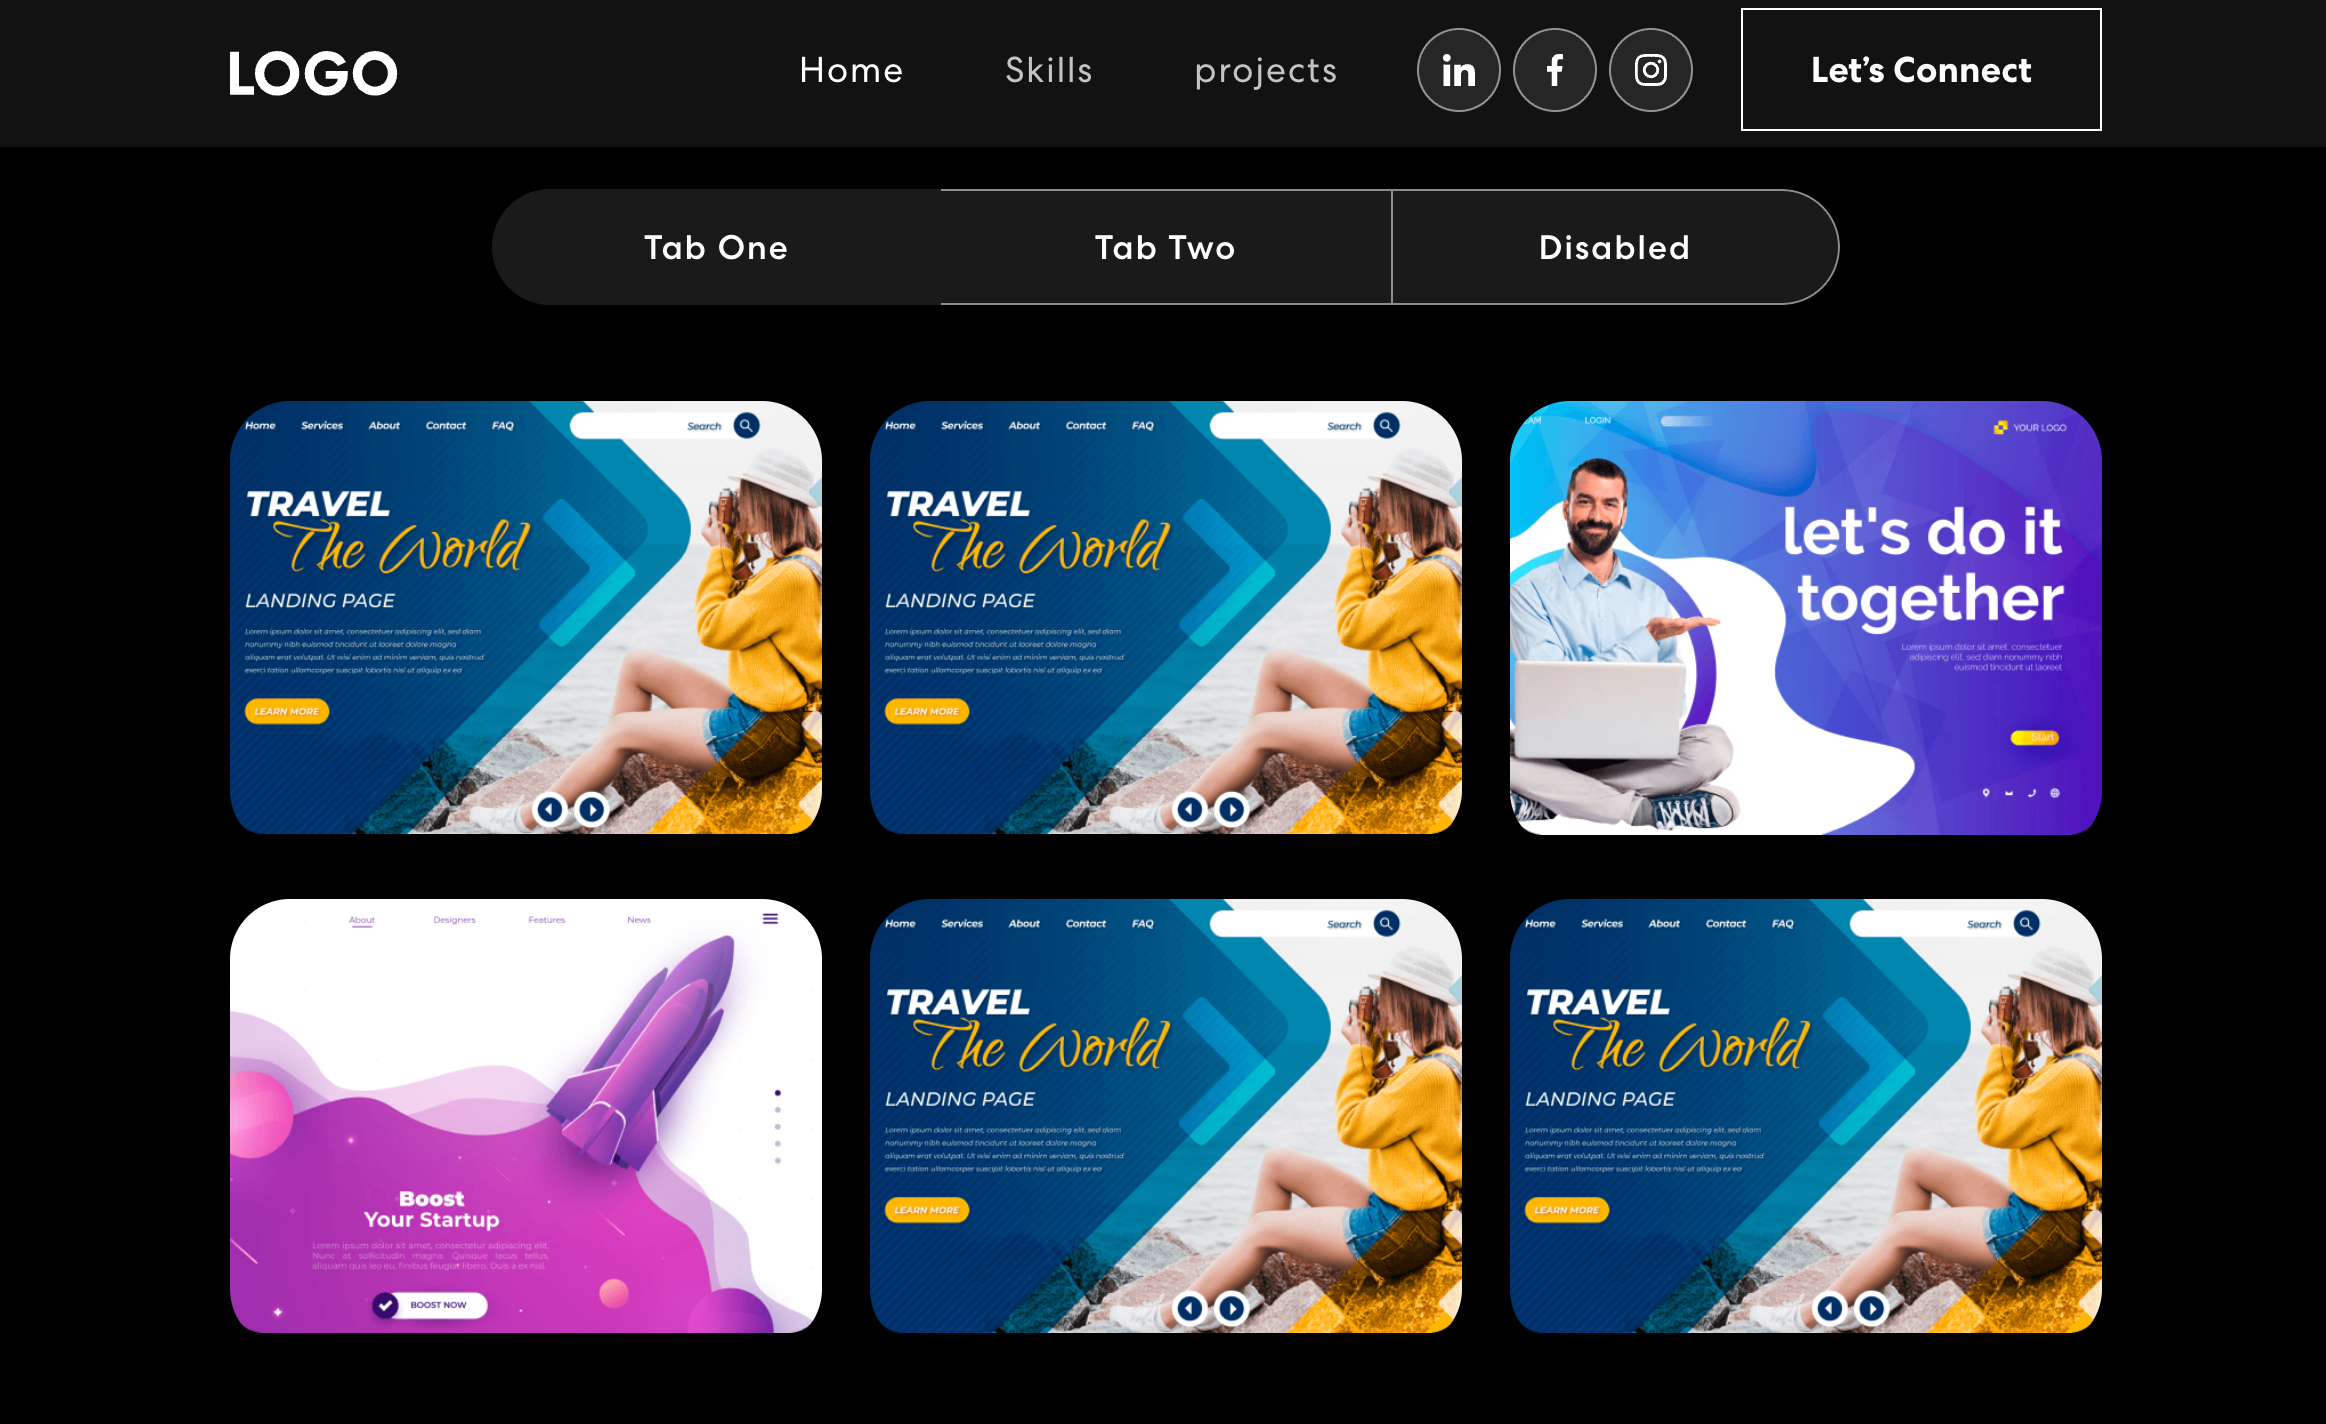 LOGO
Home
Skills
projects
in
f
Let's Connect
Tab One
Tab Two
Disabled
Home Services About Contact FAQ
Search
TRAVEL
The World
LANDING PAGE
Lorem ipsum dolor sit amet, consectetuer adipiscing elit, sed diam
nonummy nibh euismod tincidunt ut laoreet dolore magna
aliquam erat volutpat. Ut wisi enim ad minim veniam, quis nostrud
exerci tation ullamcorper suscipit lobortis nisl ut aliquip ex ea
LEARN MORE
Home Services About Contact FAQ
Search
TRAVEL
The World
LANDING PAGE
Lorem ipsum dolor sit amet, consectetuer adipiscing elit, sed diam
nonummy nibh euismod tincidunt ut laoreet dolore magna
aliquam erat volutpat. Ut wisi enim ad minim veniam, quis nostrud
exerci tation ullamcorper suscipit lobortis nisl ut aliquip ex ea
LEARN MORE
LOGIN
YOUR LOGO
let's do it
together
Lorem ipsum dolor sit amet, consectetuer
adipiscing elit, sed diam nonummy nibh
euismod tincidunt ut laoreet
Start
About Designers Features News
Boost
Your Startup
Lorem ipsum dolor sit amet, consectetur adipiscing elit.
Nunc at sollicitudin magna. Quisque lacus tellus,
aliquam quis leo eu, finibus feugiat libero. Duis a ex nisl.
BOOST NOW
Home Services About Contact FAQ
Search
TRAVEL
The World
LANDING PAGE
Lorem ipsum dolor sit amet, consectetuer adipiscing elit, sed diam
nonummy nibh euismod tincidunt ut laoreet dolore magna
aliquam erat volutpat. Ut wisi enim ad minim veniam, quis nostrud
exerci tation ullamcorper suscipit lobortis nisl ut aliquip ex ea
LEARN MORE
Home Services About Contact FAQ
Search
TRAVEL
The World
LANDING PAGE
Lorem ipsum dolor sit amet, consectetuer adipiscing elit, sed diam
nonummy nibh euismod tincidunt ut laoreet dolore magna
aliquam erat volutpat. Ut wisi enim ad minim veniam, quis nostrud
exerci tation ullamcorper suscipit lobortis nisl ut aliquip ex ea
LEARN MORE